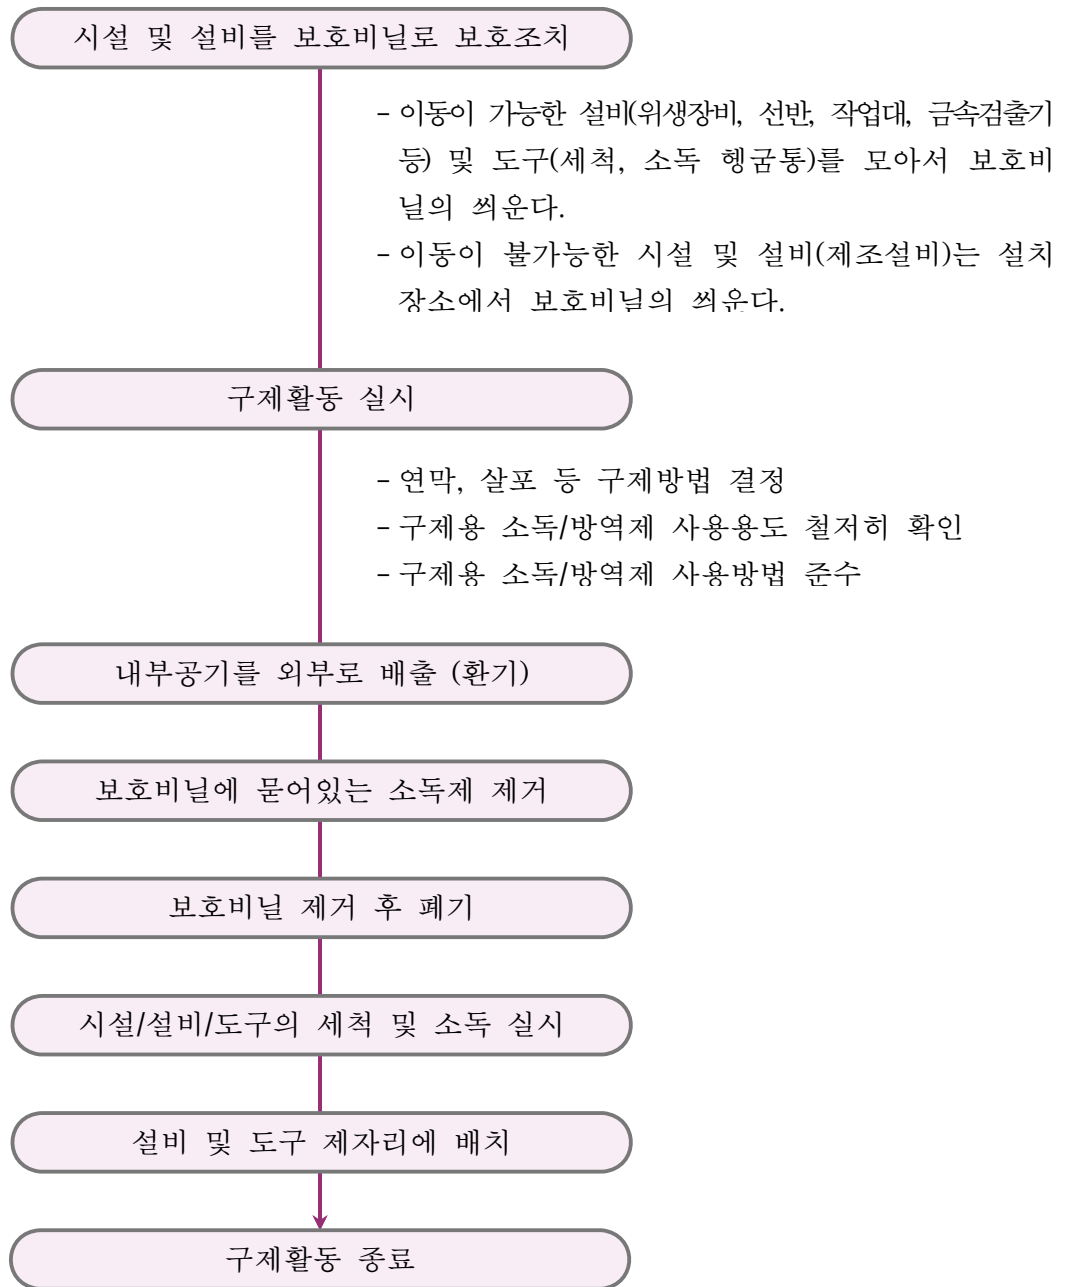 시설 및 설비를 보호비닐로 보호조치
- 이동이 가능한 설비(위생장비, 선반, 작업대, 금속검출기
등) 및 도구(세척, 소독 헹굼통)를 모아서 보호비
닐의 씌운다.
- 이동이 불가능한 시설 및 설비(제조설비)는 설치
장소에서 보호비닐의 씌운다.
구제활동 실시
- 연막, 살포 등 구제방법 결정
- 구제용 소독/방역제 사용용도 철저히 확인
- 구제용 소독/방역제 사용방법 준수
내부공기를 외부로 배출 (환기)
보호비닐에 묻어있는 소독제 제거
보호비닐 제거 후 폐기
시설/설비/도구의 세척 및 소독 실시
설비 및 도구 제자리에 배치
구제활동 종료